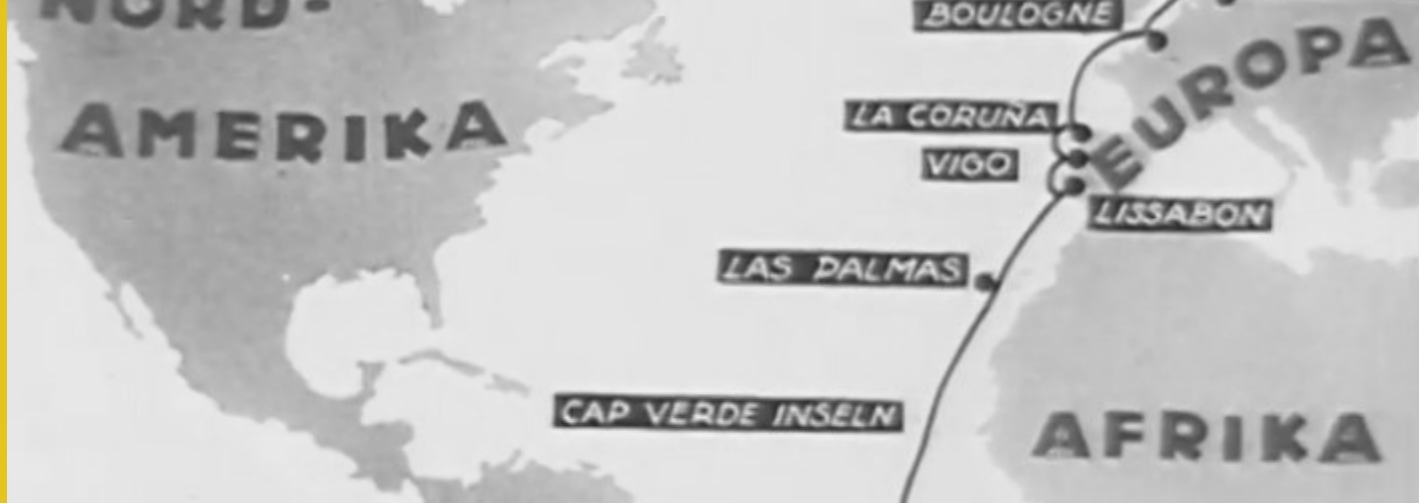 NORD-
AMERIKA
BOULOGNE
EUROPA
LA CORUÑA
VIGO
LISSABON
LAS PALMAS
CAP VERDE INSELN
AFRIKA